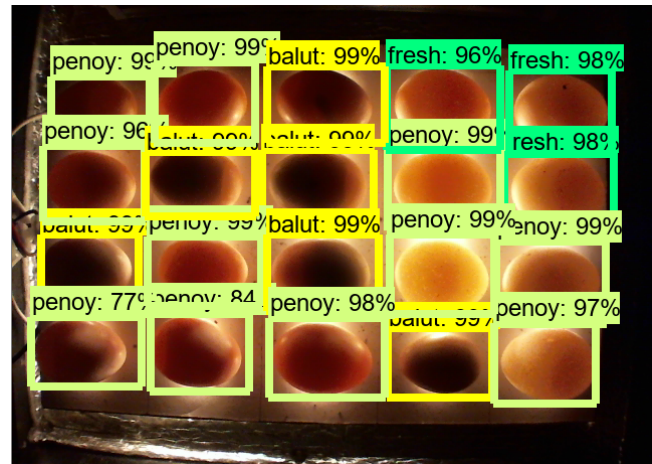 penoy: 99%
penoy: 99%
balut: 99%
fresh: 96%
fresh: 98%
penoy: 96%
balut: 99%
balut: 99%
penoy: 99%
resh: 98%
balut: 99%
penoy: 99%
balut: 99%
penoy: 99%
enoy: 99%
penoy: 77%
penoy: 84
penoy: 98%
balut: 99%
penoy: 97%